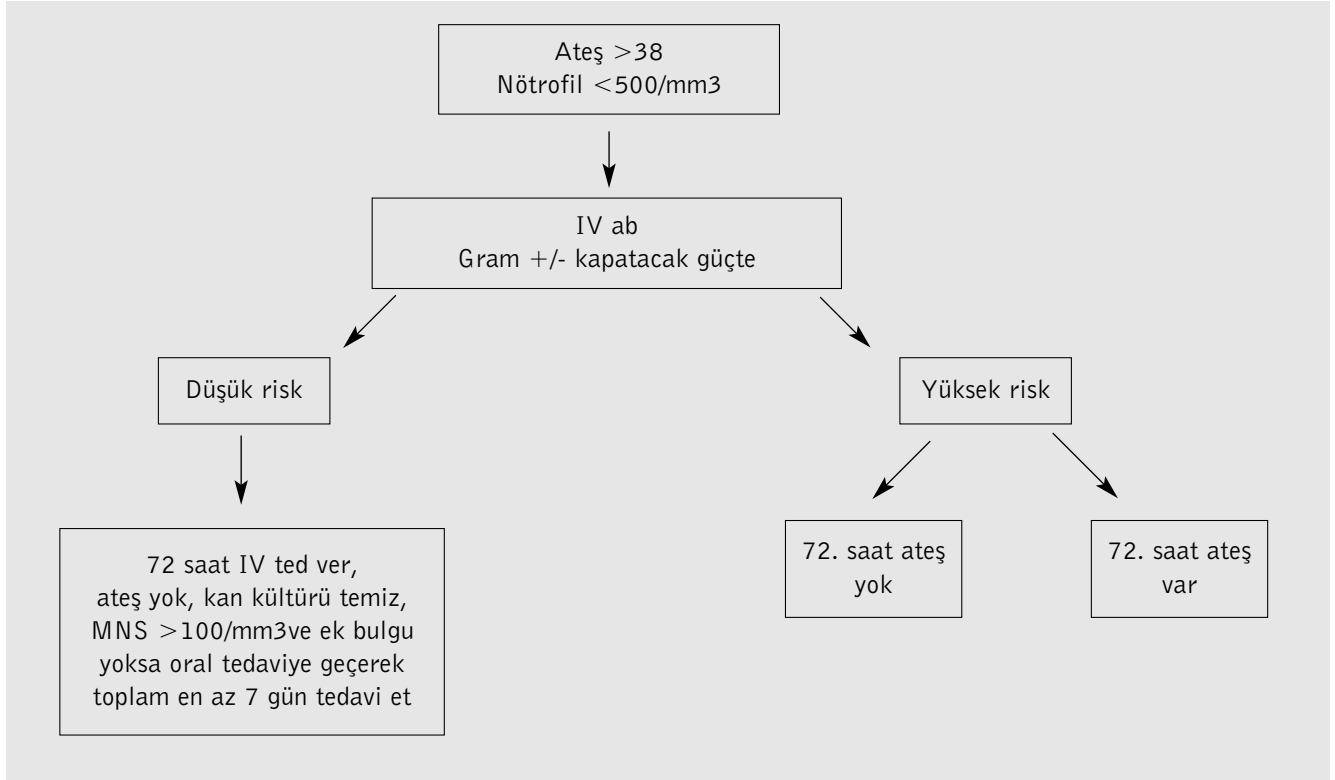 Ateş >38
Nötrofil <500/mm3
IV ab
Gram +/- kapatacak güçte
Düşük risk
Yüksek risk
72 saat IV ted ver,
ateş yok, kan kültürü temiz,
MNS >100/mm3ve ek bulgu
yoksa oral tedaviye geçerek
toplam en az 7 gün tedavi et
72. saat ateş
yok
72. saat ateş
var